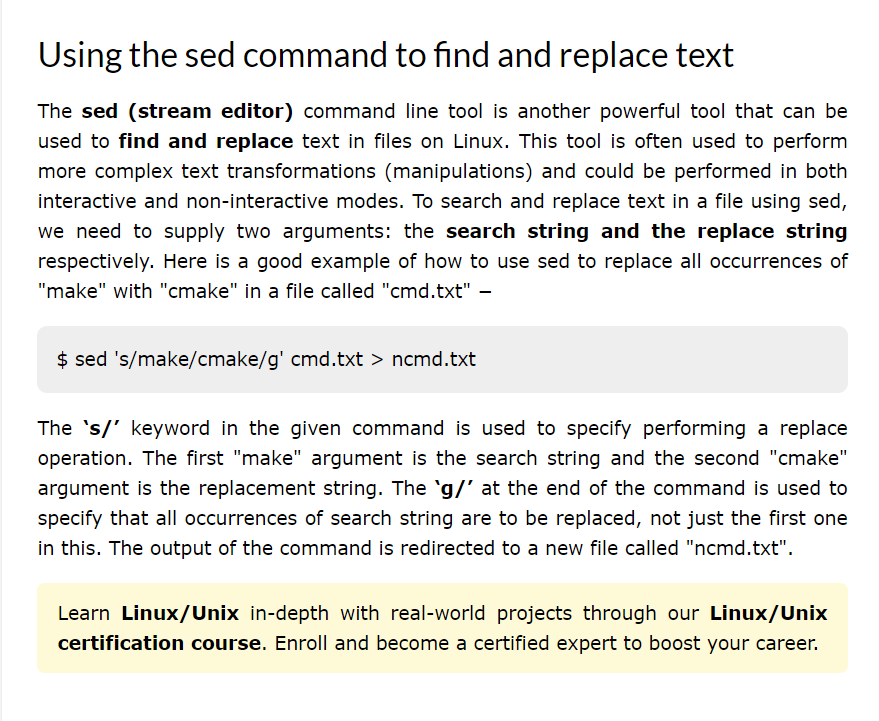 Using the sed command to find and replace text
The sed (stream editor) command line tool is another powerful tool that can be
used to find and replace text in files on Linux. This tool is often used to perform
more complex text transformations (manipulations) and could be performed in both
interactive and non-interactive modes. To search and replace text in a file using sed,
we need to supply two arguments: the search string and the replace string
respectively. Here is a good example of how to use sed to replace all occurrences of
"make" with "cmake" in a file called "cmd.txt" −
$ sed 's/make/cmake/g' cmd.txt > ncmd.txt
The ‘s/’ keyword in the given command is used to specify performing a replace
operation. The first "make" argument is the search string and the second "cmake"
argument is the replacement string. The ‘g/’ at the end of the command is used to
specify that all occurrences of search string are to be replaced, not just the first one
in this. The output of the command is redirected to a new file called "ncmd.txt".
Learn Linux/Unix in-depth with real-world projects through our Linux/Unix
certification course. Enroll and become a certified expert to boost your career.